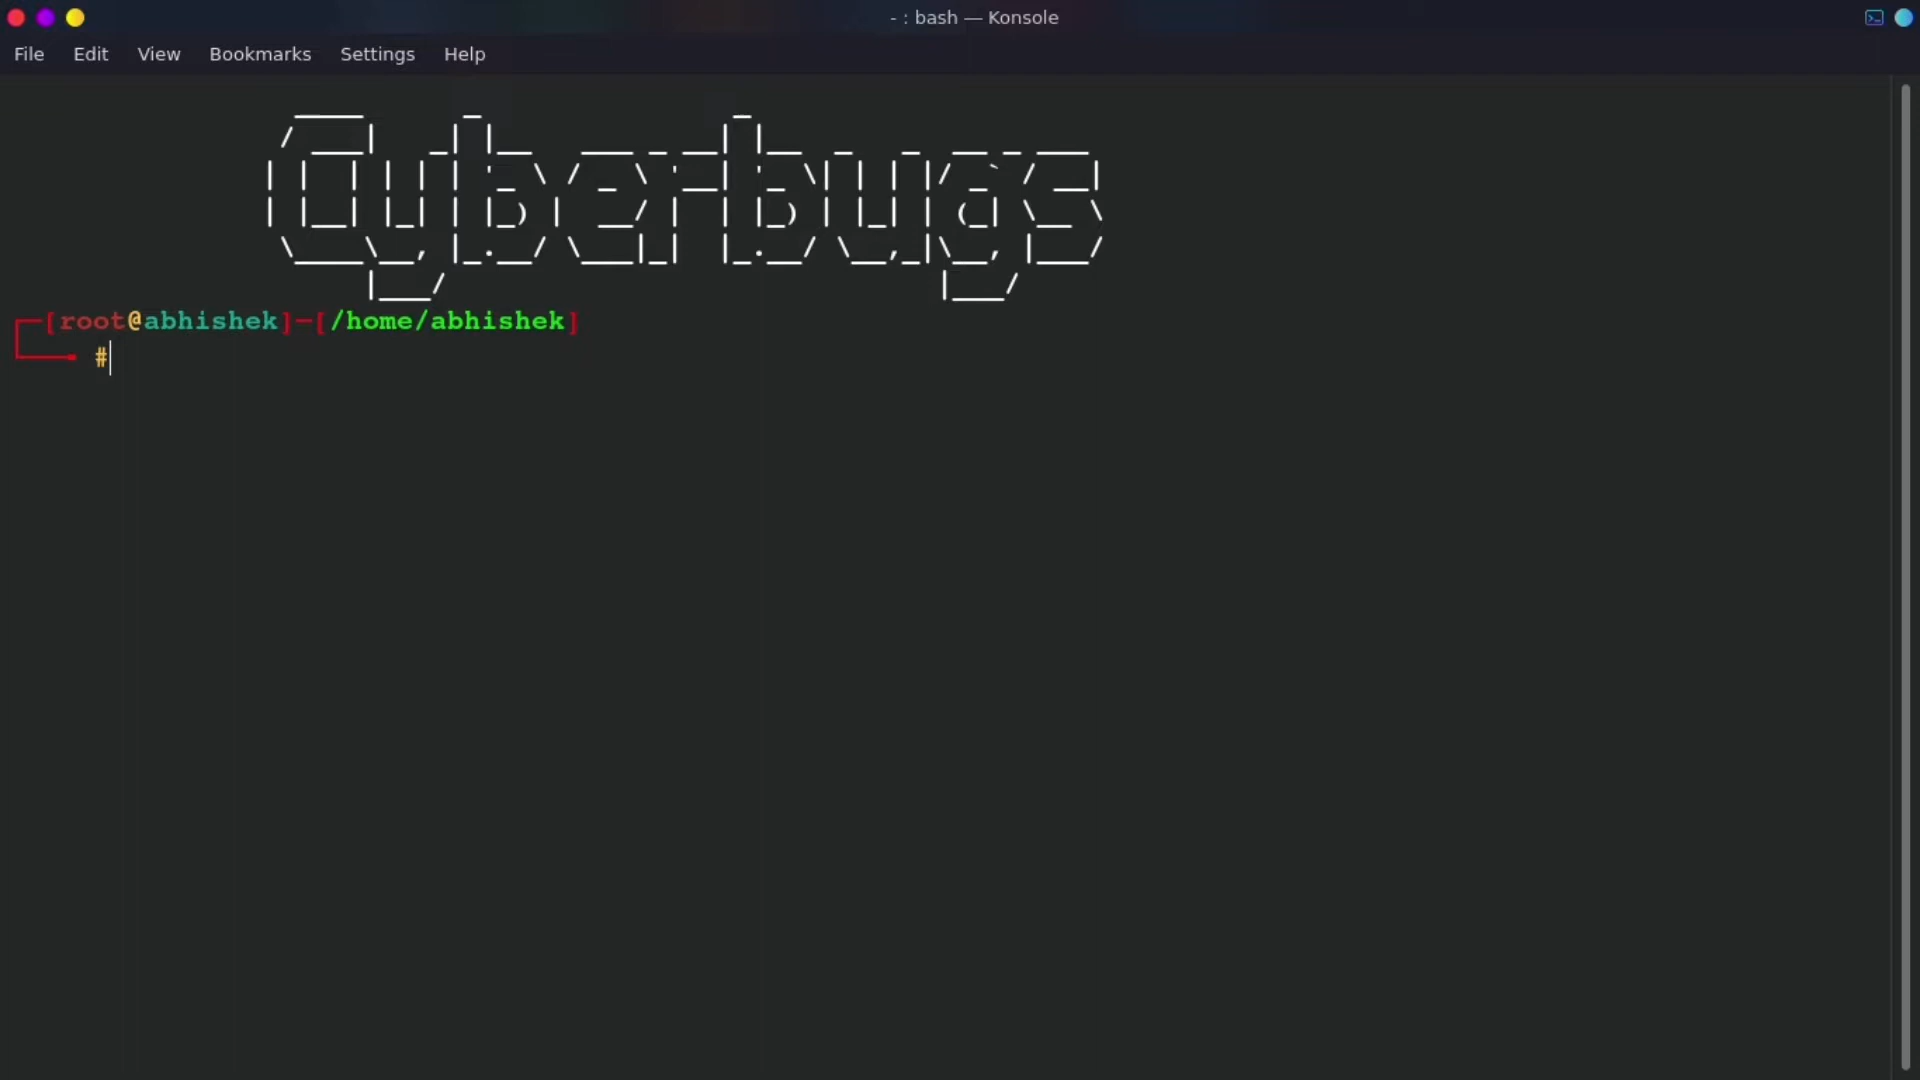 - : bash — Konsole
File Edit View Bookmarks Settings Help
Cyberbugs
┌─[root@abhishek]─[/home/abhishek]
└──╼ #